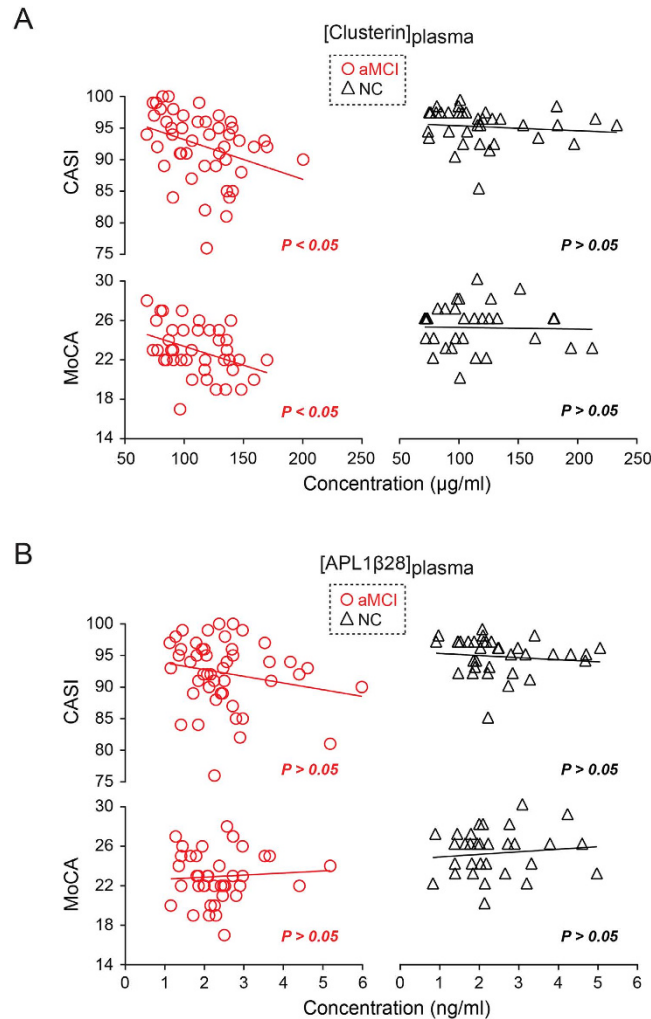 A
[Clusterin]plasma
aMCI
NC
100
95
90
85
80
75
CASI
P < 0.05
P > 0.05
30
26
22
18
14
MoCA
P < 0.05
P > 0.05
50 100 150 200 250
50 100 150 200 250
Concentration (µg/ml)
B
[APL1β28]plasma
aMCI
NC
100
95
90
85
80
75
CASI
P > 0.05
P > 0.05
30
26
22
18
14
MoCA
P > 0.05
P > 0.05
0 1 2 3 4 5 6
0 1 2 3 4 5 6
Concentration (ng/ml)